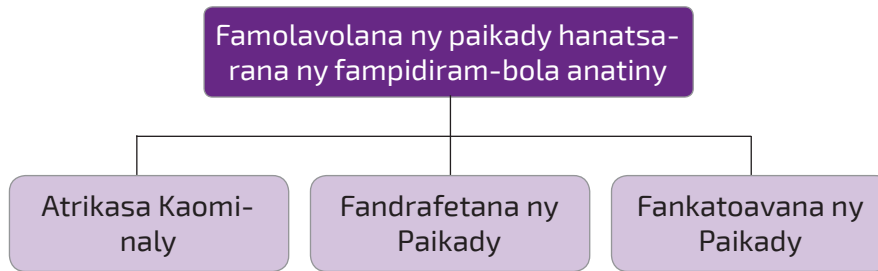 Famolavolana ny paikady hanatsa-
rana ny fampidiram-bola anatiny
Atrikasa Kaomi-
naly
Fandrafetana ny
Paikady
Fankatoavana ny
Paikady